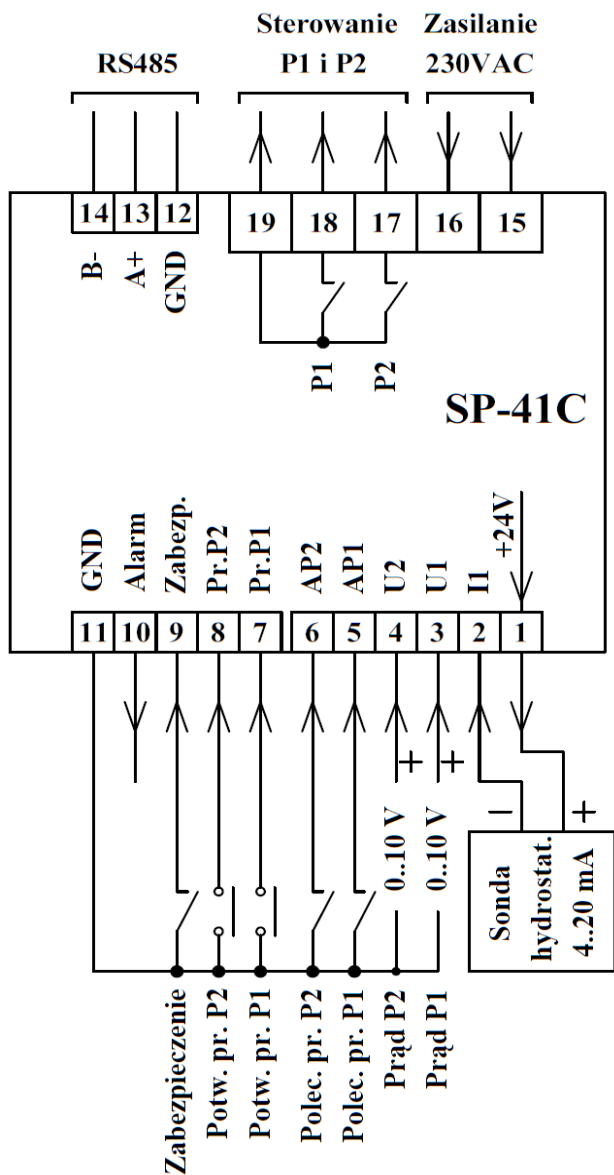 Sterowanie Zasilanie
RS485 P1 i P2 230VAC
14 13 12 19 18 17 16 15
B- A+ GND
P1 P2
SP-41C
GND Alarm Zabezp. Pr.P2 Pr.P1 AP2 AP1 U2 U1 I1 +24V
11 10 9 8 7 6 5 4 3 2 1
+ + - +
0..10 V 0..10 V
Sonda
hydrostat.
4..20 mA
Zabezpieczenie
Potw. pr. P2
Potw. pr. P1
Polec. pr. P2
Polec. pr. P1
Prąd P2
Prąd P1